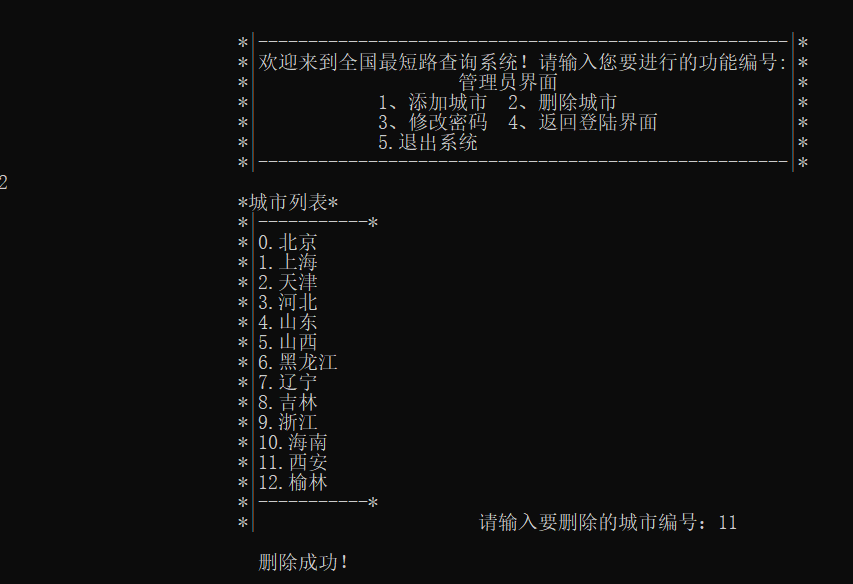 *|-----------------------------------------------------|*
*|欢迎来到全国最短路查询系统！请输入您要进行的功能编号:|*
*|                    管理员界面                        |*
*|            1、添加城市  2、删除城市                  |*
*|            3、修改密码  4、返回登陆界面              |*
*|            5.退出系统                                |*
*|-----------------------------------------------------|*
2
*城市列表*
*|-----------*
*|0.北京
*|1.上海
*|2.天津
*|3.河北
*|4.山东
*|5.山西
*|6.黑龙江
*|7.辽宁
*|8.吉林
*|9.浙江
*|10.海南
*|11.西安
*|12.榆林
*|-----------*
*|                      请输入要删除的城市编号：11
删除成功！